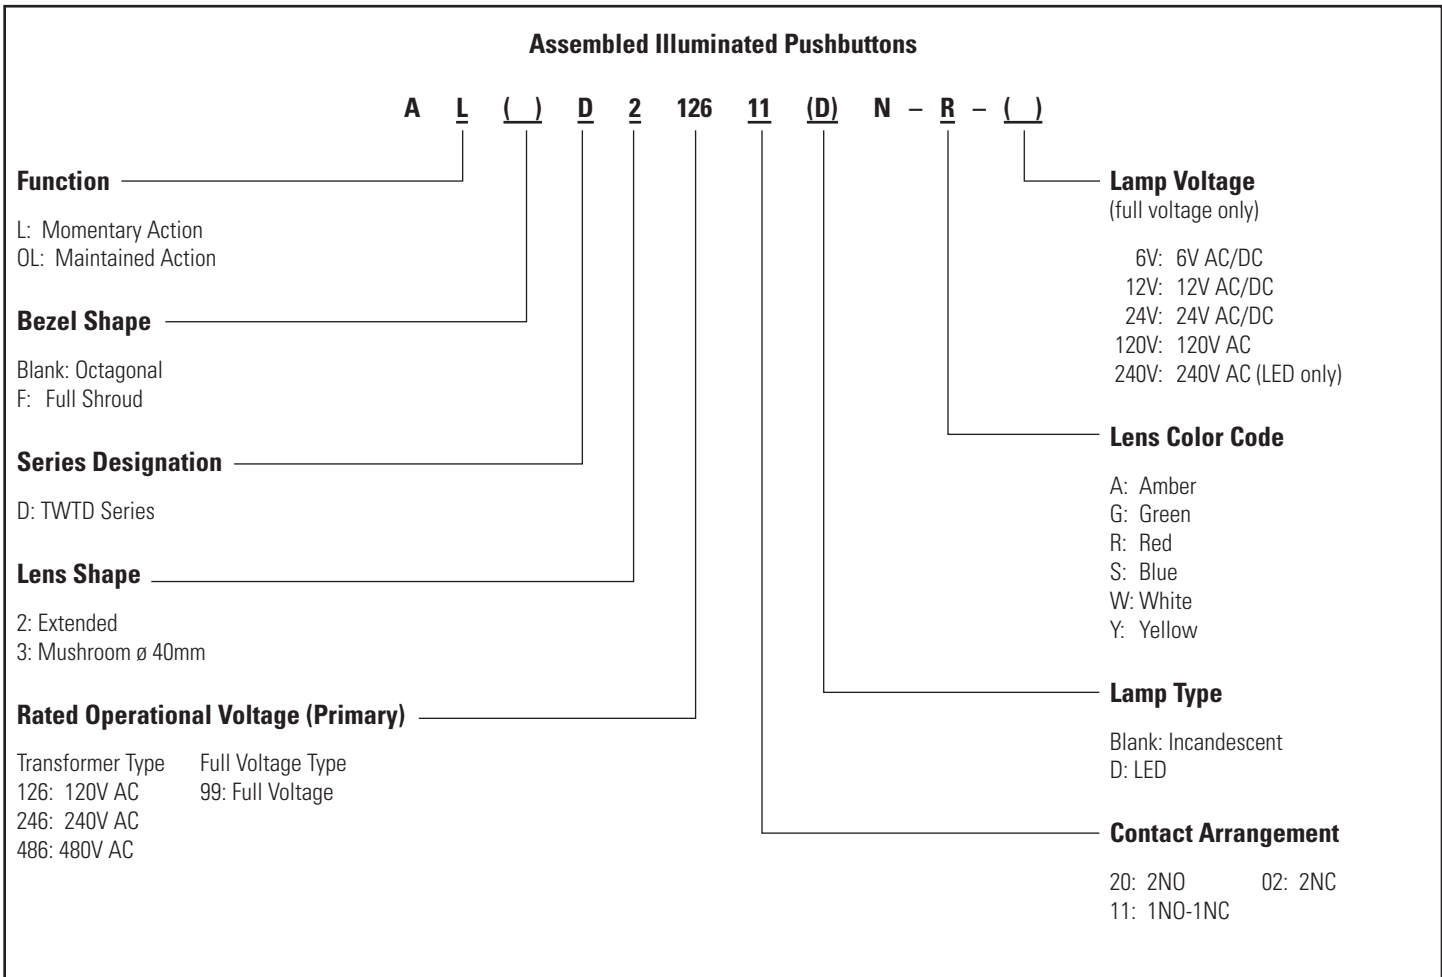 Assembled Illuminated Pushbuttons
A L ( ) D 2 126 11 (D) N – R – ( )
Function
L: Momentary Action
OL: Maintained Action
Bezel Shape
Blank: Octagonal
F: Full Shroud
Series Designation
D: TWTD Series
Lens Shape
2: Extended
3: Mushroom ø 40mm
Rated Operational Voltage (Primary)
Transformer Type Full Voltage Type
126: 120V AC 99: Full Voltage
246: 240V AC
486: 480V AC
Lamp Voltage
(full voltage only)
6V: 6V AC/DC
12V: 12V AC/DC
24V: 24V AC/DC
120V: 120V AC
240V: 240V AC (LED only)
Lens Color Code
A: Amber
G: Green
R: Red
S: Blue
W: White
Y: Yellow
Lamp Type
Blank: Incandescent
D: LED
Contact Arrangement
20: 2NO 02: 2NC
11: 1NO-1NC